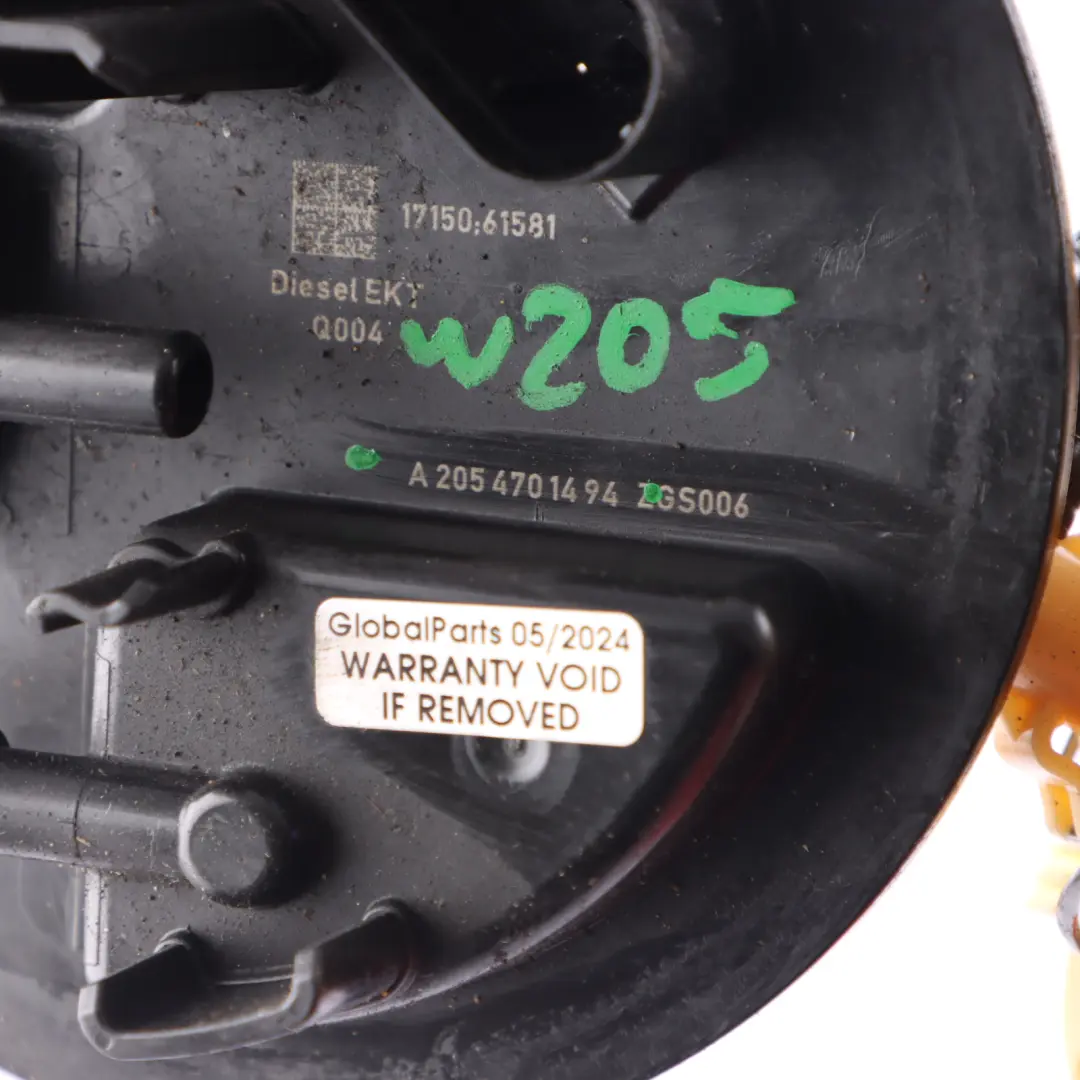 17150:61581
Diesel EKT
Q004
w205
A 205 470 14 94 ZGS006
GlobalParts 05/2024
WARRANTY VOID
IF REMOVED